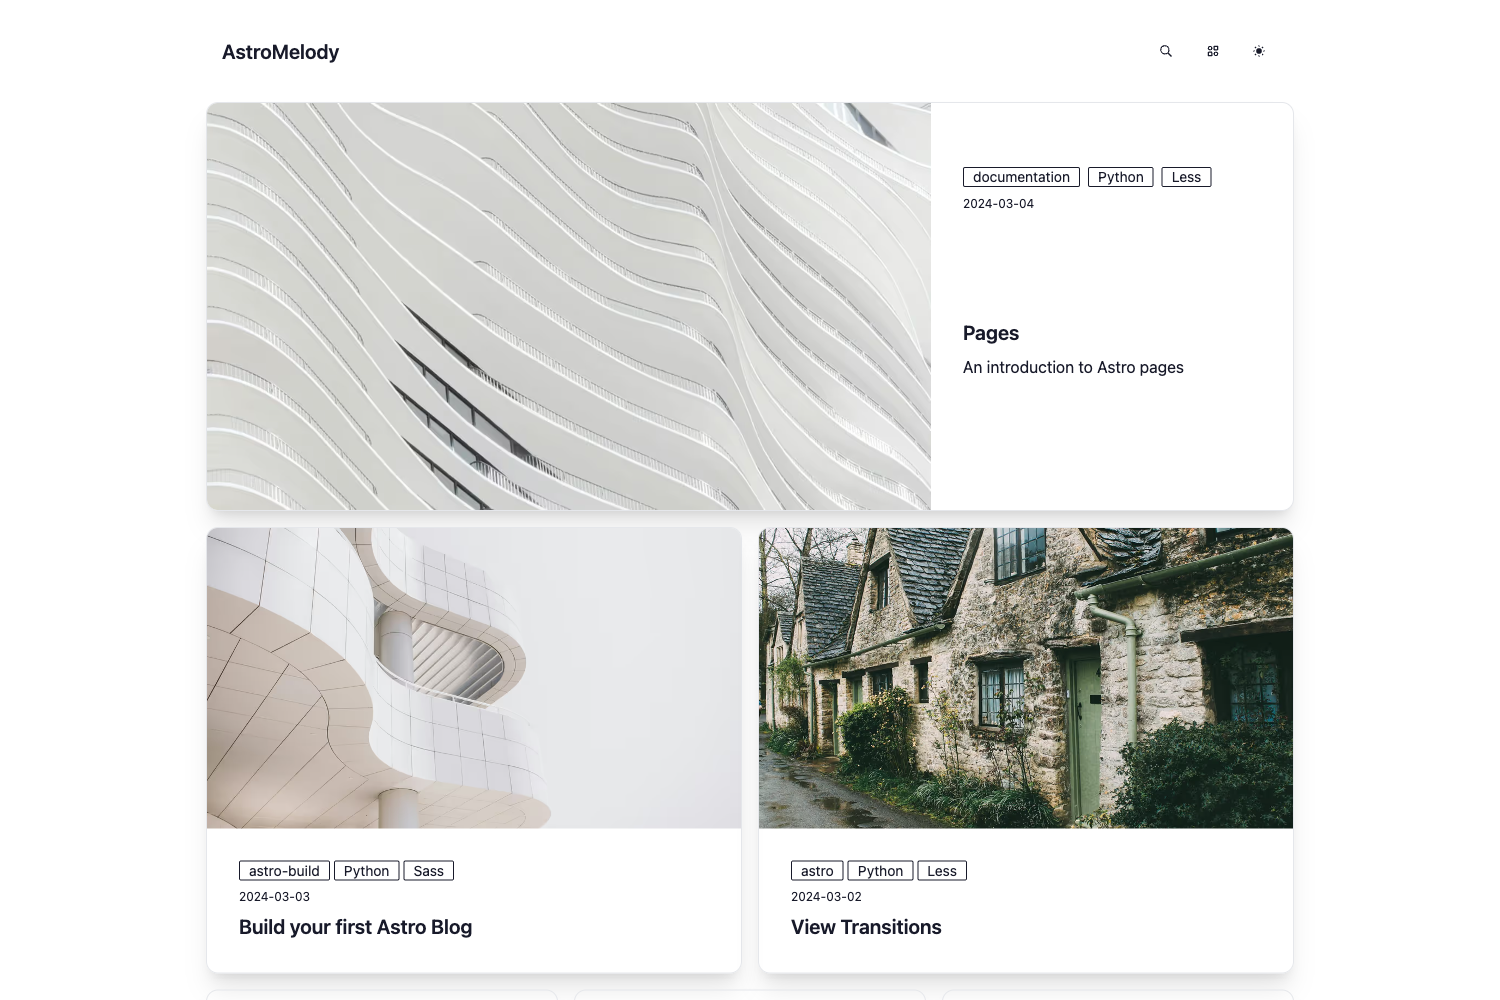 AstroMelody
documentation Python Less
2024-03-04
Pages
An introduction to Astro pages
astro-build Python Sass
2024-03-03
Build your first Astro Blog
astro Python Less
2024-03-02
View Transitions